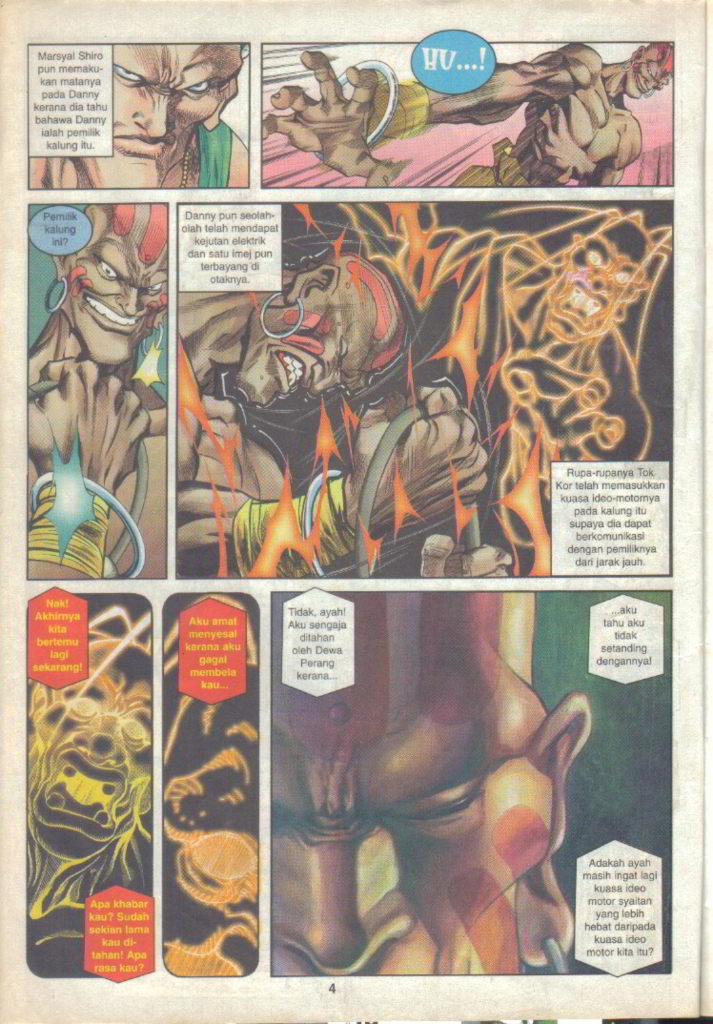 Marsyal Shiro
pun memaku-
kan matanya
pada Danny
kerana dia tahu
bahawa Danny
ialah pemilik
kalung itu.
HU...!
Pemilik
kalung
ini?
Danny pun seolah-
olah telah mendapat
kejutan elektrik
dan satu imej pun
terbayang di
otaknya.
Rupa-rupanya Tok
Kor telah memasukkan
kuasa ideo-motornya
pada kalung itu
supaya dia dapat
berkomunikasi
dengan pemiliknya
dari jarak jauh.
Nak!
Akhirnya
kita
bertemu
lagi
sekarang!
Apa khabar
kau? Sudah
sekian lama
kau di-
tahan! Apa
rasa kau?
Aku amat
menyesal
karana aku
gagal
membela
kau...
Tidak, ayah!
Aku sengaja
ditahan
oleh Dewa
Perang
kerana...
...aku
tahu aku
tidak
setanding
dengannya!
Adakah ayah
masih ingat lagi
kuasa ideo
motor syaitan
yang lebih
hebat daripada
kuasa ideo
motor kita itu?
4